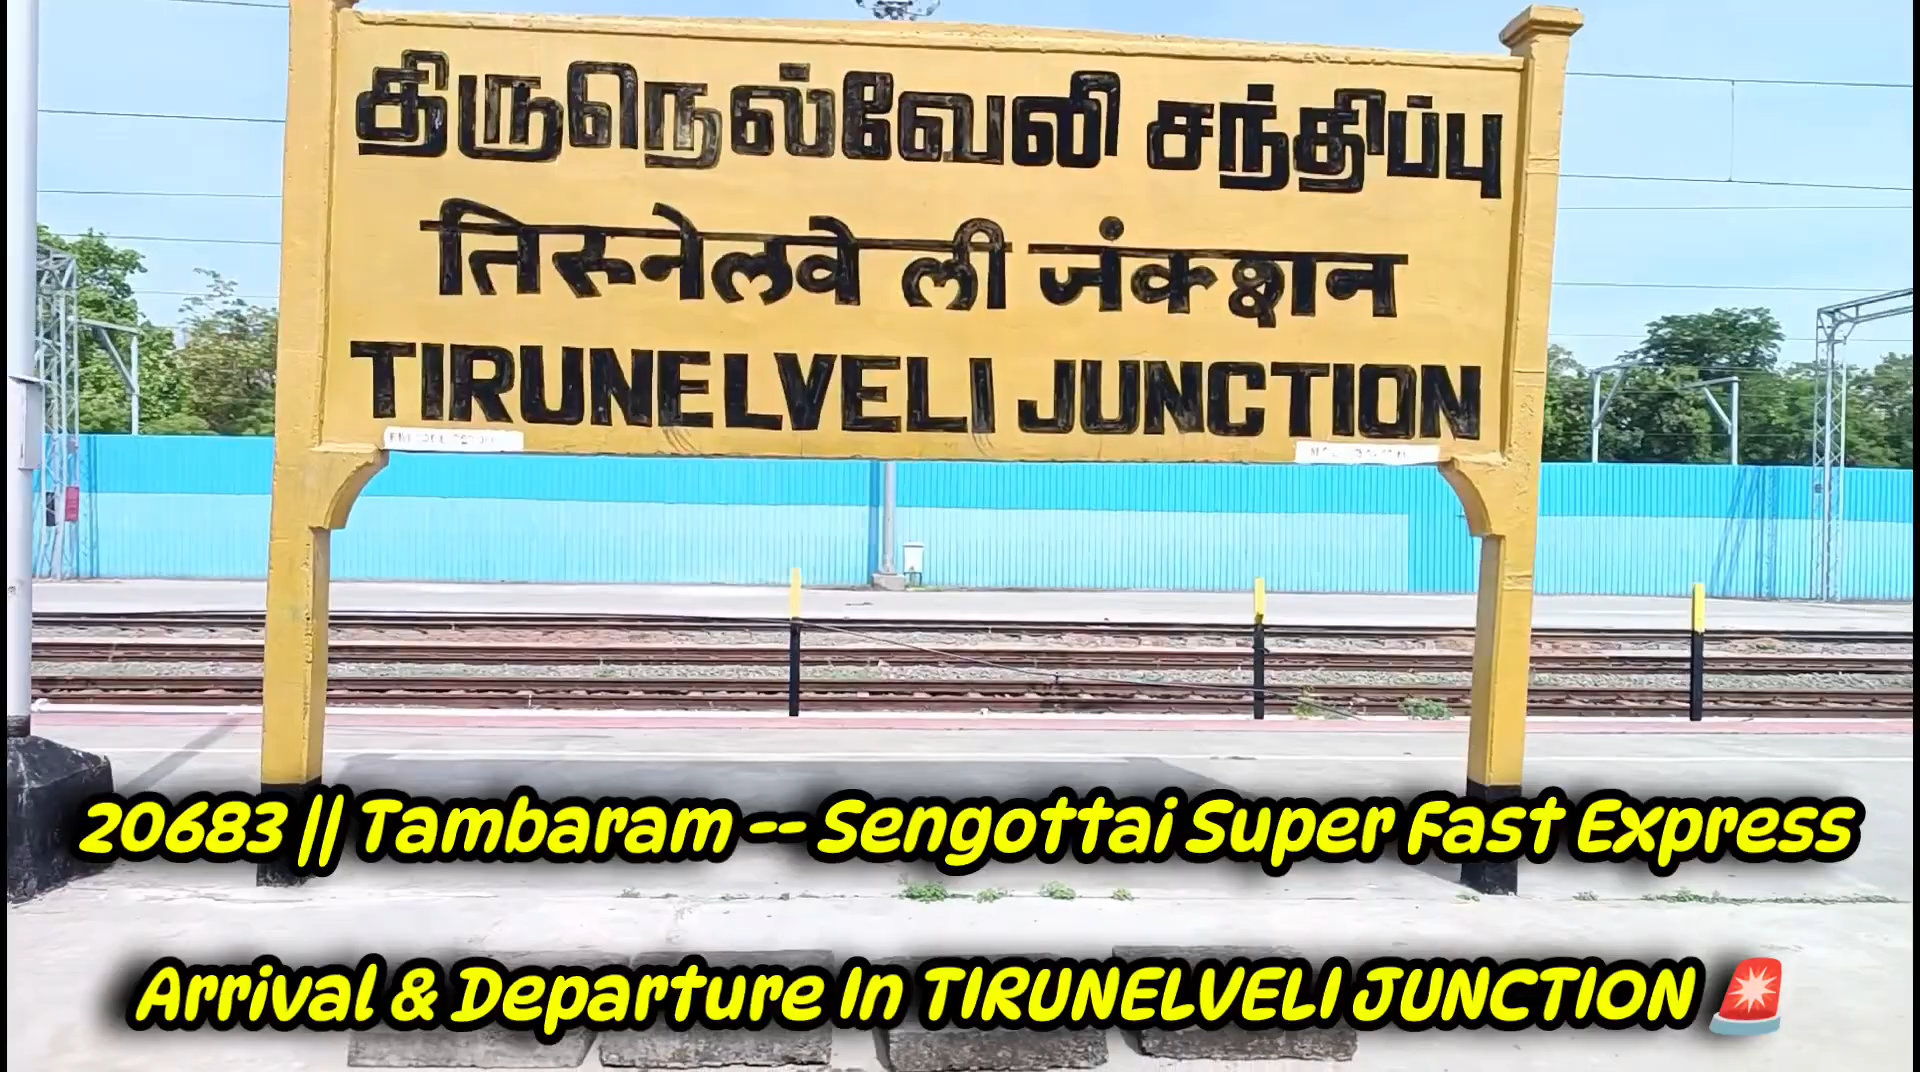 திருநெல்வேலி சந்திப்பு
तिरुनेलवे ली जंकशन
TIRUNELVELI JUNCTION
20683 || Tambaram -- Sengottai Super Fast Express
Arrival & Departure In TIRUNELVELI JUNCTION 🚨